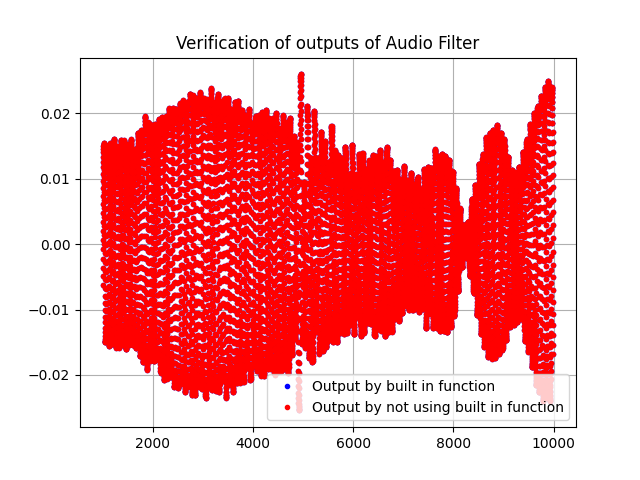 Verification of outputs of Audio Filter
0.02
0.01
0.00
−0.01
−0.02
Output by built in function
Output by not using built in function
2000 4000 6000 8000 10000